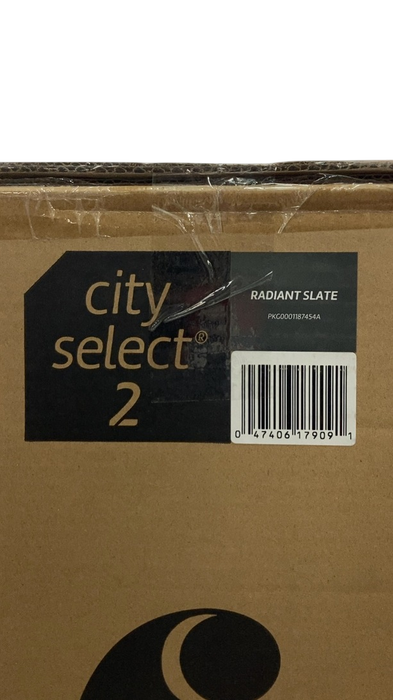 city
select®
2
RADIANT SLATE
PKG0001187454A
0 47406 17909 1